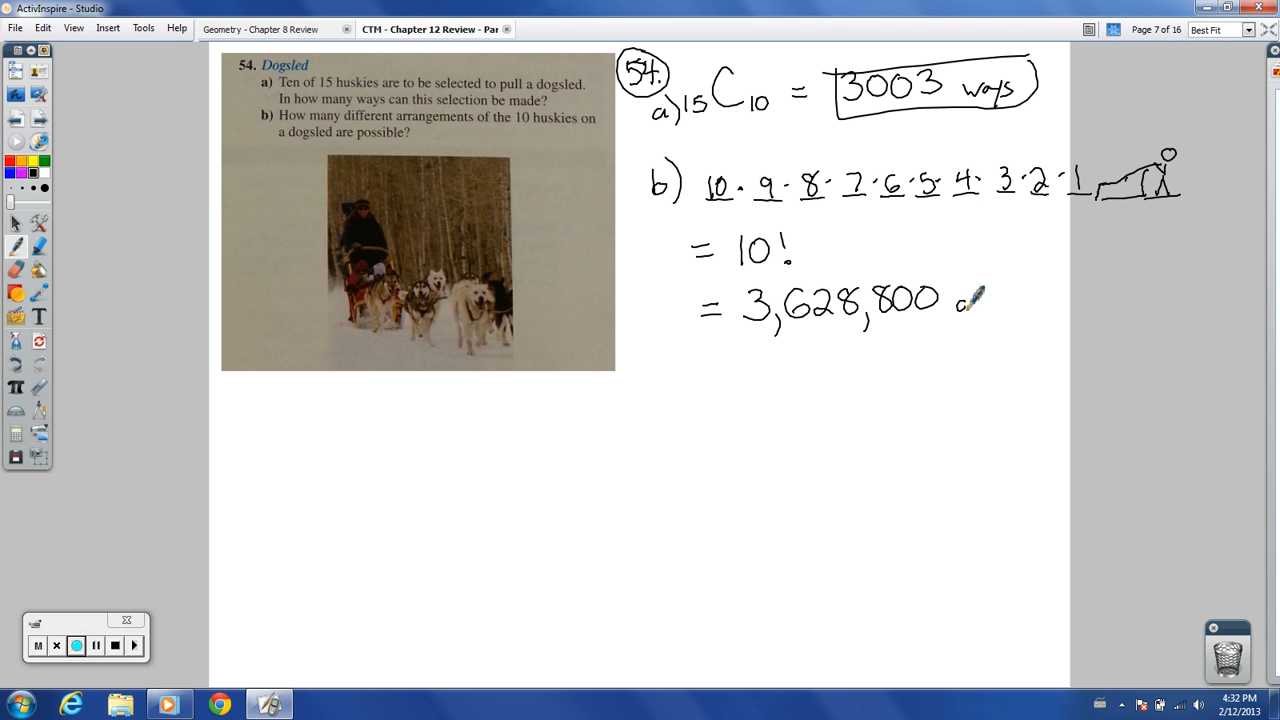 ActivInspire - Studio
File Edit View Insert Tools Help
Geometry - Chapter 8 Review
CTM - Chapter 12 Review - Par
Page 7 of 16
Best Fit
54. Dogsled
a) Ten of 15 huskies are to be selected to pull a dogsled.
In how many ways can this selection be made?
b) How many different arrangements of the 10 huskies on
a dogsled are possible?
54.
a) 15 C 10 = 3003 ways
b) 10 · 9 · 8 · 7 · 6 · 5 · 4 · 3 · 2 · 1
= 10!
= 3,628,800 a
T
M
4:32 PM
2/12/2013